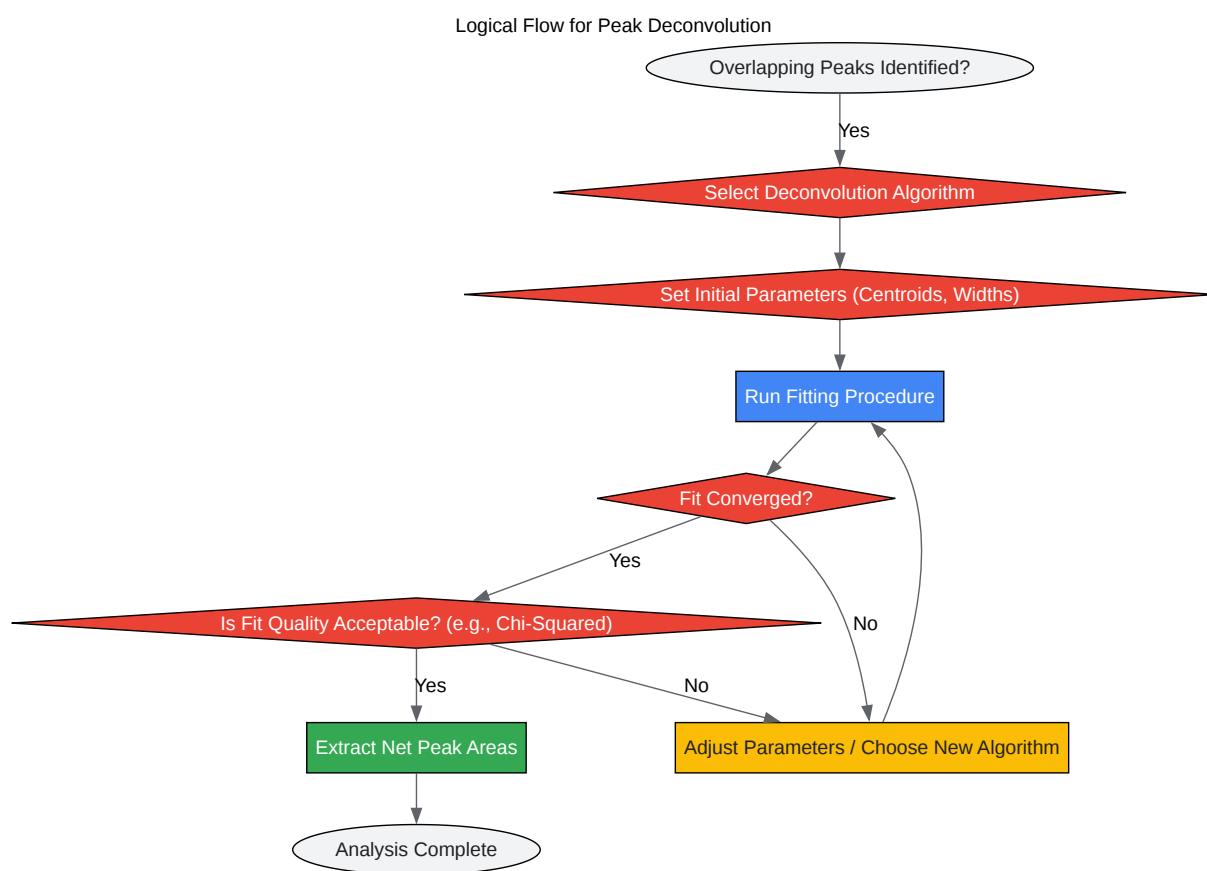 Logical Flow for Peak Deconvolution
Overlapping Peaks Identified?
Yes
Select Deconvolution Algorithm
Set Initial Parameters (Centroids, Widths)
Run Fitting Procedure
Fit Converged?
Yes
No
Is Fit Quality Acceptable? (e.g., Chi-Squared)
Yes
No
Extract Net Peak Areas
Adjust Parameters / Choose New Algorithm
Analysis Complete